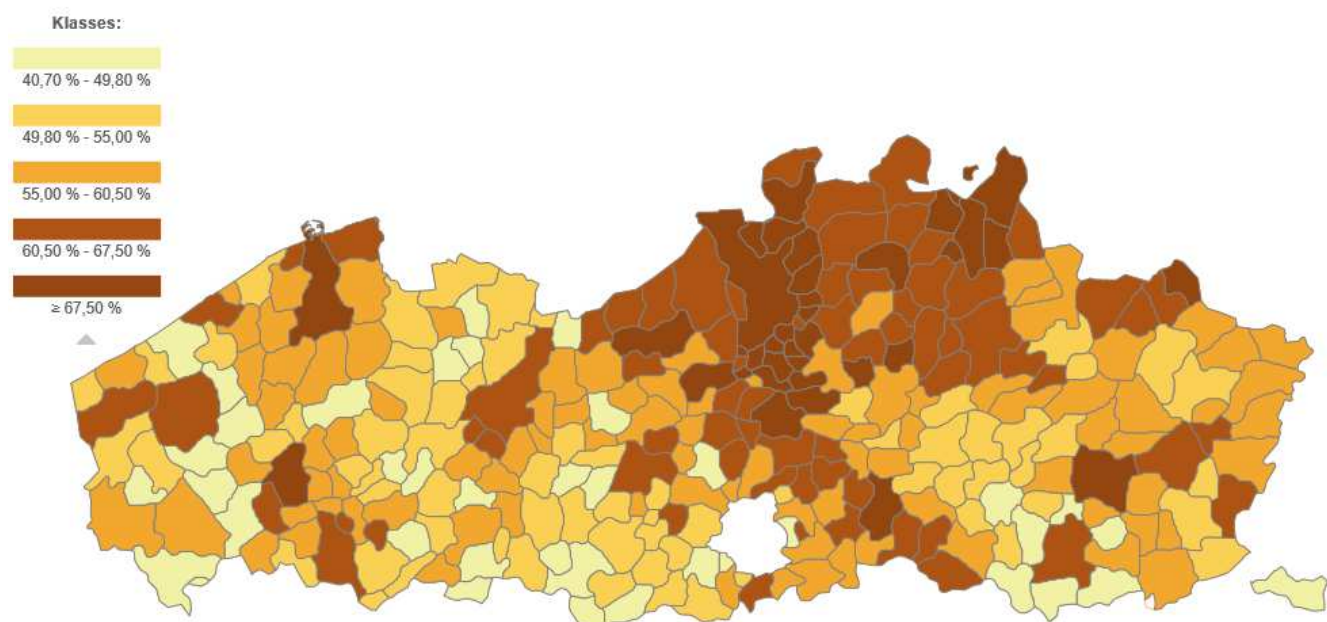 Klasses:
40,70 % - 49,80 %
49,80 % - 55,00 %
55,00 % - 60,50 %
60,50 % - 67,50 %
≥ 67,50 %